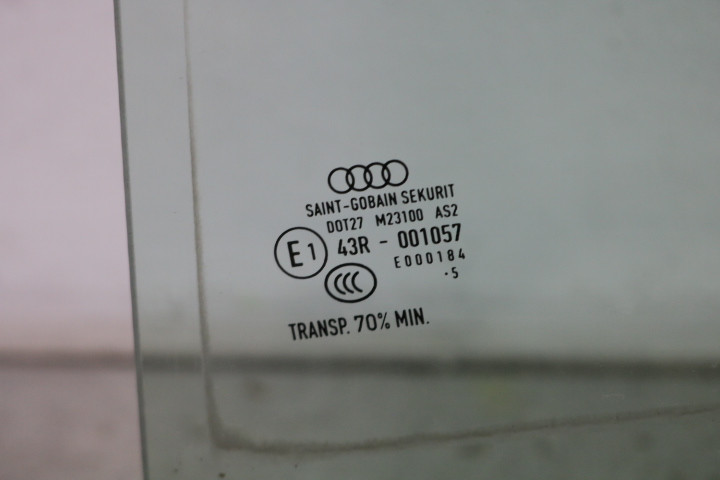 SAINT-GOBAIN SEKURIT
DOT27 M23100 AS2
E1 43R - 001057
E000184
CCC .5
TRANSP. 70% MIN.